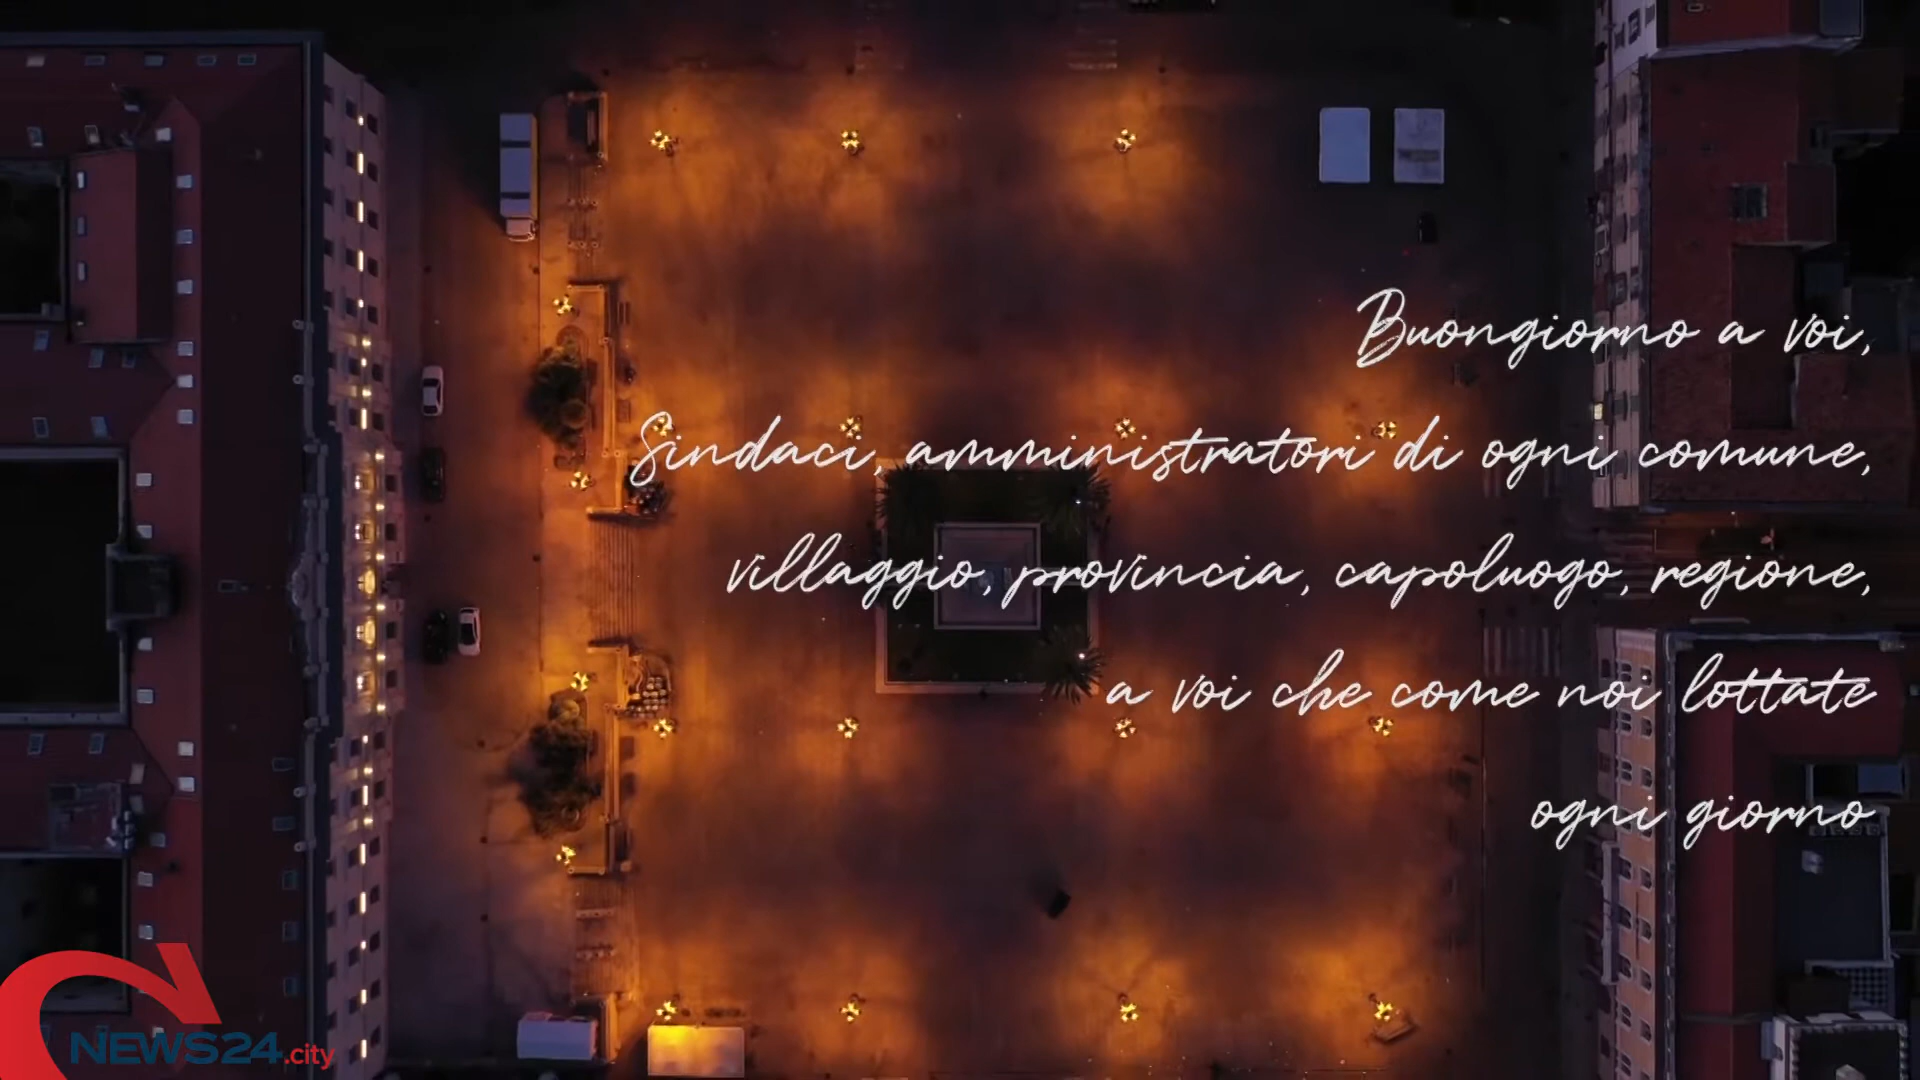 Buongiorno a voi,
Sindaci, amministratori di ogni comune,
villaggio, provincia, capoluogo, regione,
a voi che come noi lottate
ogni giorno
NEWS24.city